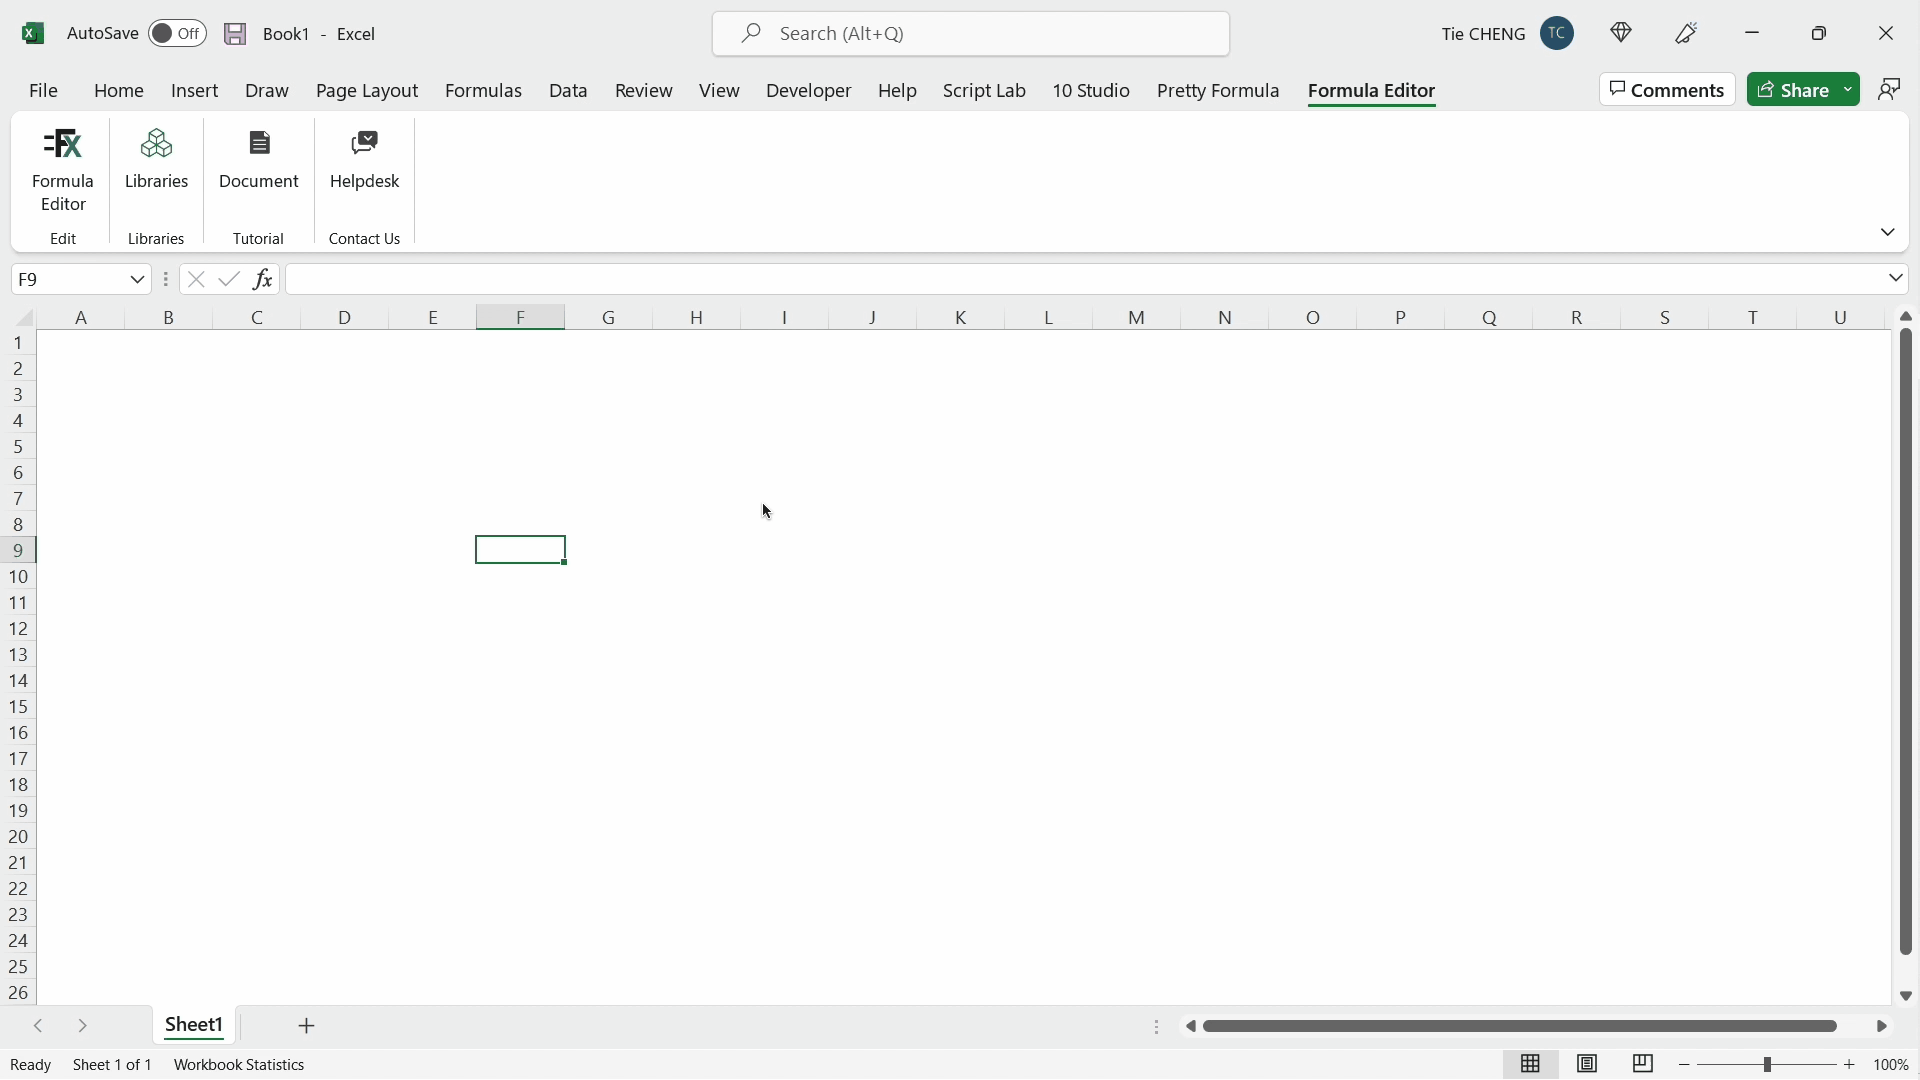 AutoSave Off Book1 - Excel Search (Alt+Q) Tie CHENG TC
File Home Insert Draw Page Layout Formulas Data Review View Developer Help Script Lab 10 Studio Pretty Formula Formula Editor Comments Share
Formula Editor
Libraries
Document
Helpdesk
Edit Libraries Tutorial Contact Us
F9 fx
A B C D E F G H I J K L M N O P Q R S T U
1
2
3
4
5
6
7
8
9
10
11
12
13
14
15
16
17
18
19
20
21
22
23
24
25
26
Sheet1
Ready Sheet 1 of 1 Workbook Statistics 100%